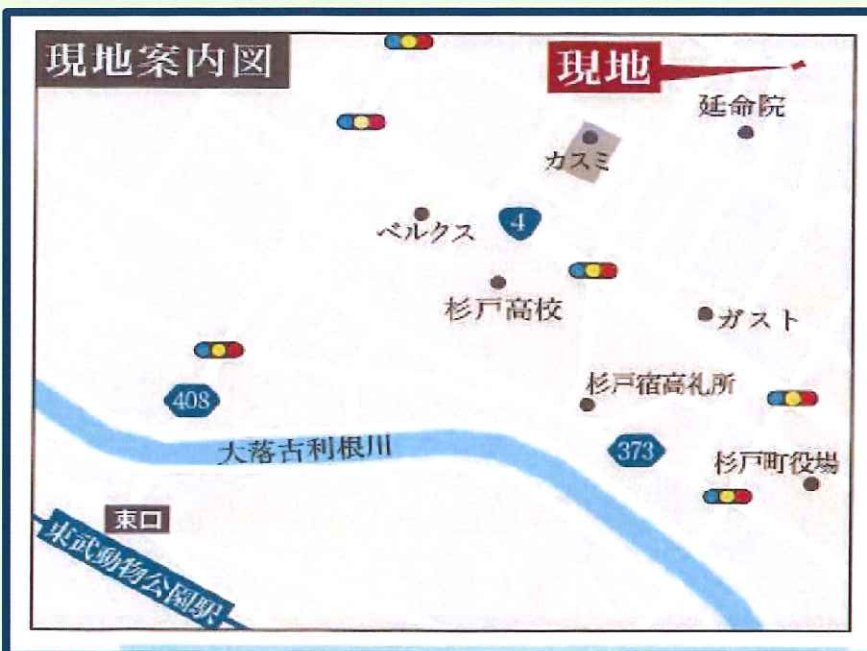 現地案内図
現地
延命院
カスミ
ベルクス
4
杉戸高校
ガスト
杉戸宿高札所
408
373
大落古利根川
杉戸町役場
東口
東武動物公園駅